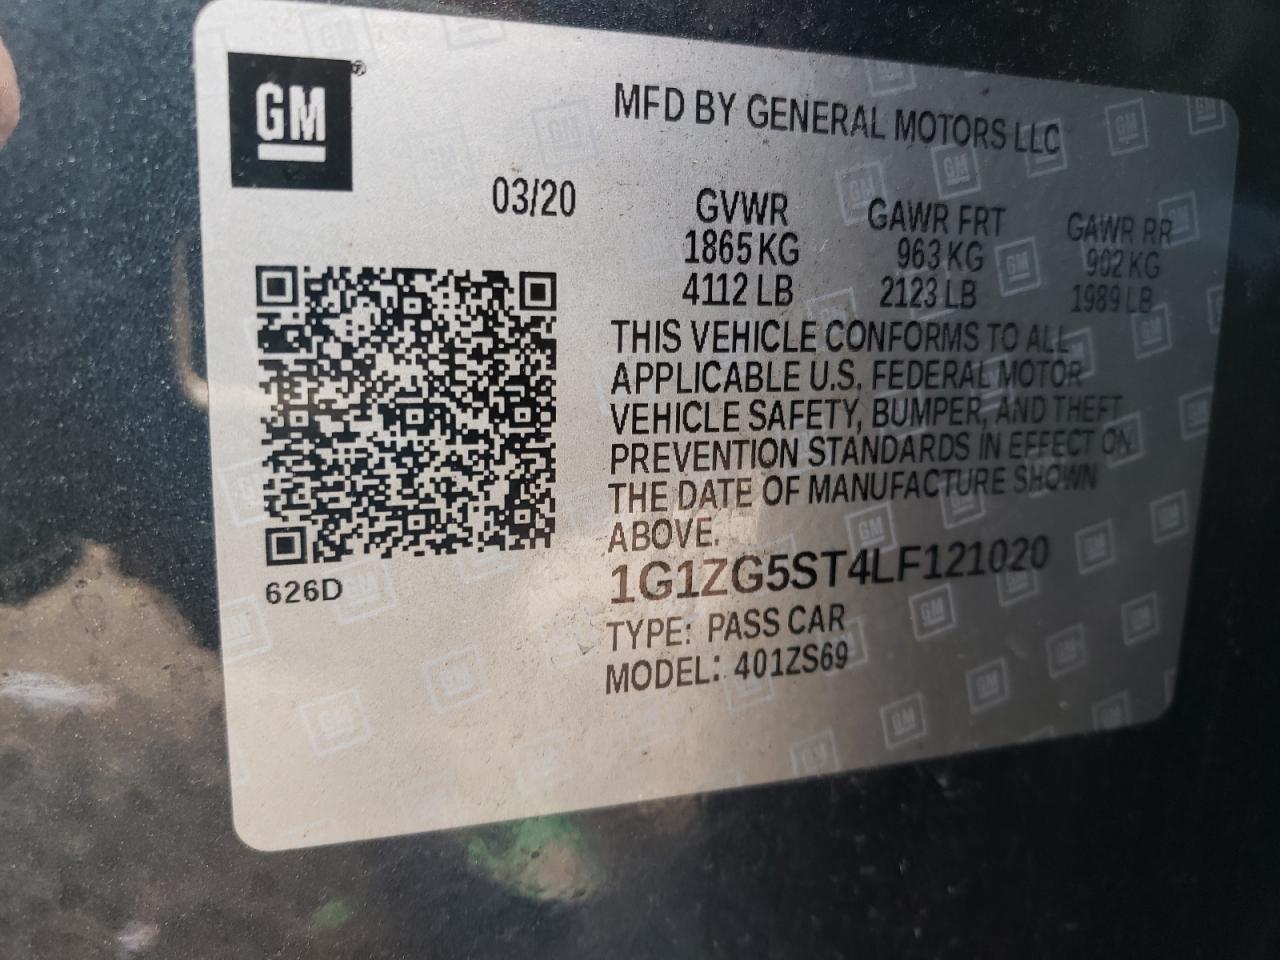 GM®
MFD BY GENERAL MOTORS LLC
03/20
GVWR GAWR FRT GAWR RR
1865 KG 963 KG 902 KG
4112 LB 2123 LB 1989 LB
THIS VEHICLE CONFORMS TO ALL
APPLICABLE U.S. FEDERAL MOTOR
VEHICLE SAFETY, BUMPER, AND THEFT
PREVENTION STANDARDS IN EFFECT ON
THE DATE OF MANUFACTURE SHOWN
ABOVE.
1G1ZG5ST4LF121020
TYPE: PASS CAR
MODEL: 401ZS69
626D